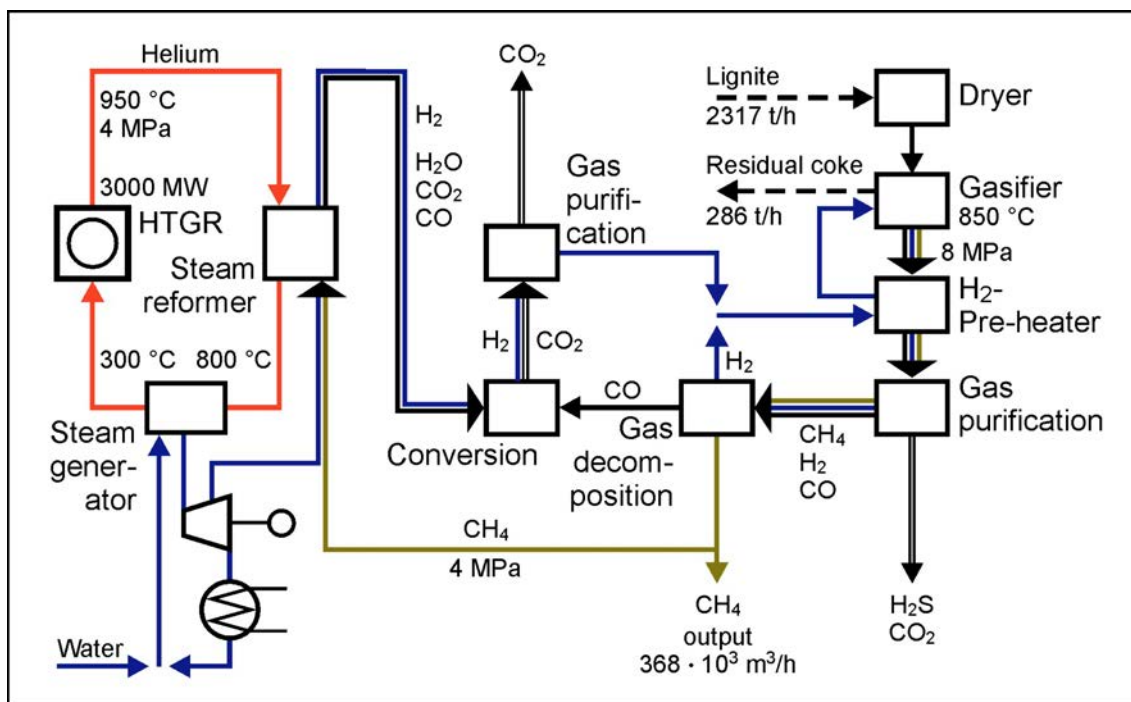 Helium
950 °C
4 MPa
3000 MW
HTGR
Steam
reformer
300 °C
800 °C
Steam
gener-
ator
Water
H₂
H₂O
CO₂
CO
CO₂
Gas
purifi-
cation
H₂
CO₂
Conversion
CO
Gas
decom-
position
H₂
CH₄
4 MPa
CH₄
output
368 · 10³ m³/h
Lignite
2317 t/h
Dryer
Residual coke
286 t/h
Gasifier
850 °C
8 MPa
H₂-
Pre-heater
Gas
purification
CH₄
H₂
CO
H₂S
CO₂